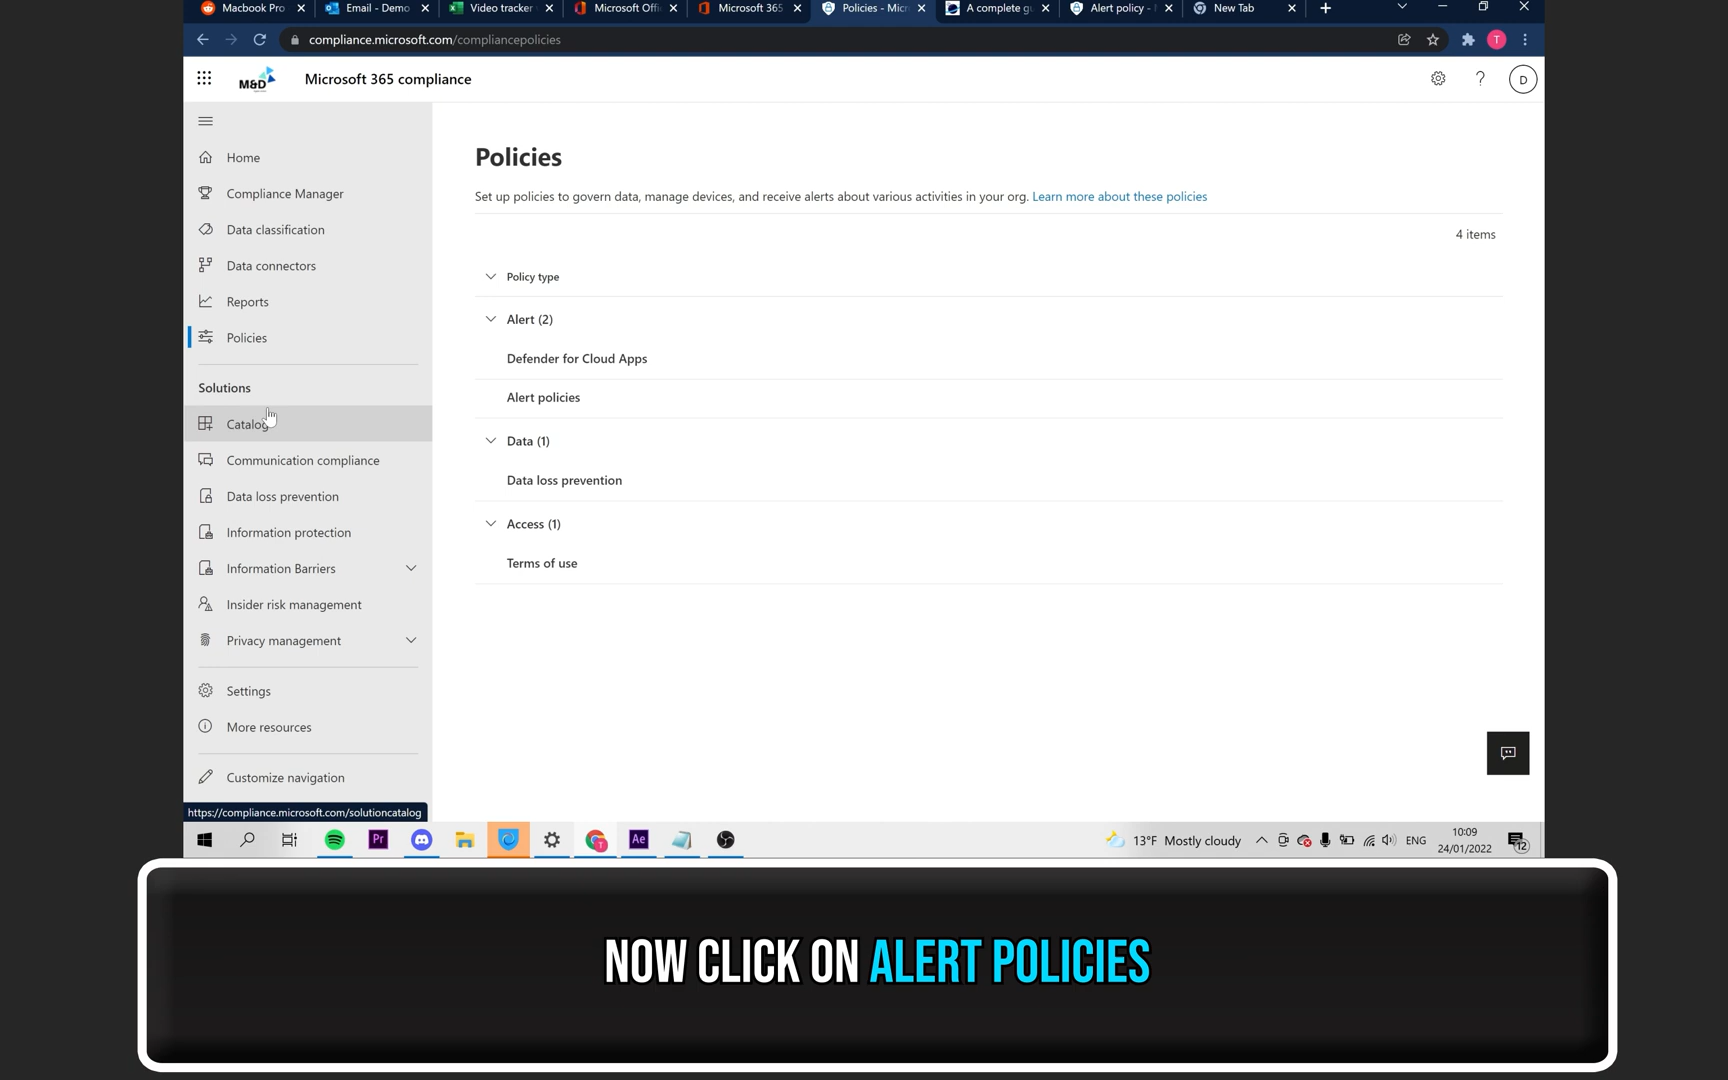 Macbook Pro
Email - Demo
Video tracker
Microsoft Offi
Microsoft 365
Policies - Micr
A complete gu
Alert policy -
New Tab
compliance.microsoft.com/compliancepolicies
T
M&D
Microsoft 365 compliance
?
D
Home
Compliance Manager
Data classification
Data connectors
Reports
Policies
Solutions
Catalog
Communication compliance
Data loss prevention
Information protection
Information Barriers
Insider risk management
Privacy management
Settings
More resources
Customize navigation
https://compliance.microsoft.com/solutioncatalog
Policies
Set up policies to govern data, manage devices, and receive alerts about various activities in your org. Learn more about these policies
4 items
Policy type
Alert (2)
Defender for Cloud Apps
Alert policies
Data (1)
Data loss prevention
Access (1)
Terms of use
Pr
T
Ae
13°F Mostly cloudy
ENG
10:09
24/01/2022
12
NOW CLICK ON ALERT POLICIES